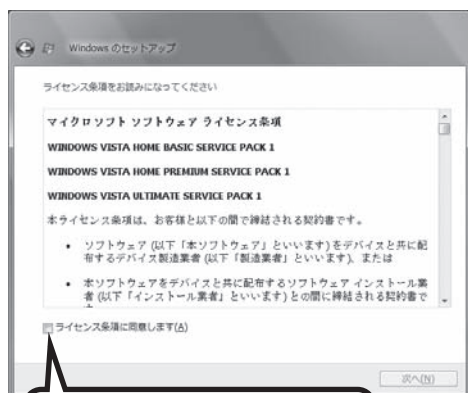 Windows のセットアップ
ライセンス条項をお読みになってください
マイクロソフト ソフトウェア ライセンス条項
WINDOWS VISTA HOME BASIC SERVICE PACK 1
WINDOWS VISTA HOME PREMIUM SERVICE PACK 1
WINDOWS VISTA ULTIMATE SERVICE PACK 1
本ライセンス条項は、お客様と以下の間で締結される契約書です。
• ソフトウェア (以下「本ソフトウェア」といいます) をデバイスと共に配
布するデバイス製造業者 (以下「製造業者」といいます)、または
• 本ソフトウェアをデバイスと共に配布するソフトウェア インストール業
者 (以下「インストール業者」といいます) との間に締結される契約書で
ライセンス条項に同意します(A)
次へ(N)